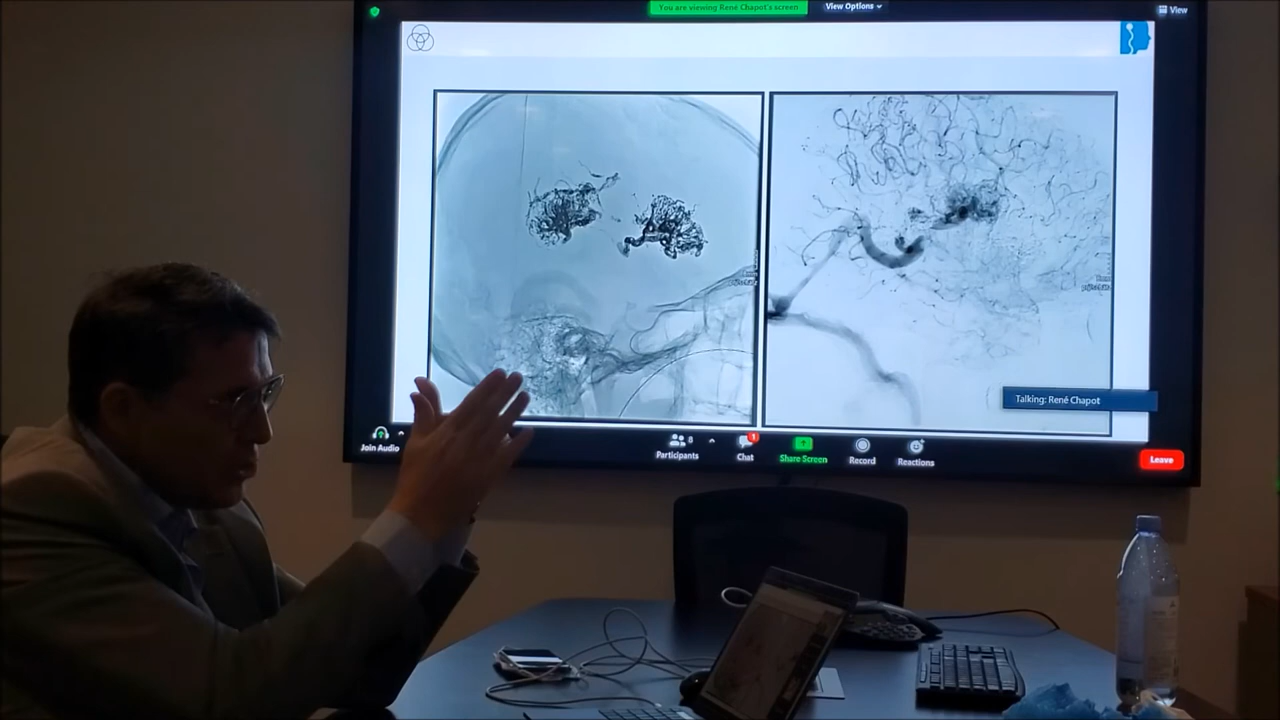 You are viewing René Chapot's screen
View Options
View
Talking: René Chapot
Join Audio
Participants
8
Chat
1
Share Screen
Record
Reactions
Leave